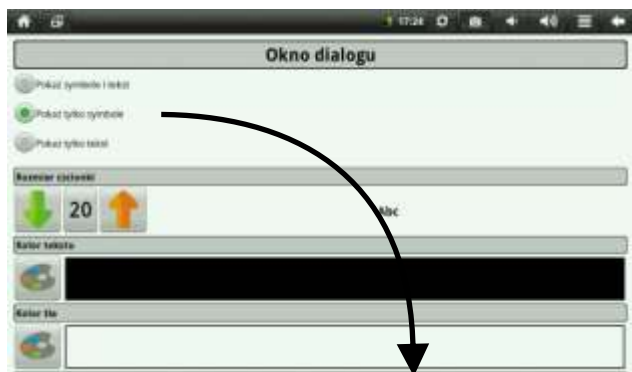 17:24
Okno dialogu
Pokaż symbole i tekst
Pokaż tylko symbole
Pokaż tylko tekst
Rozmiar czcionki
20
Abc
Kolor tekstu
Kolor tła